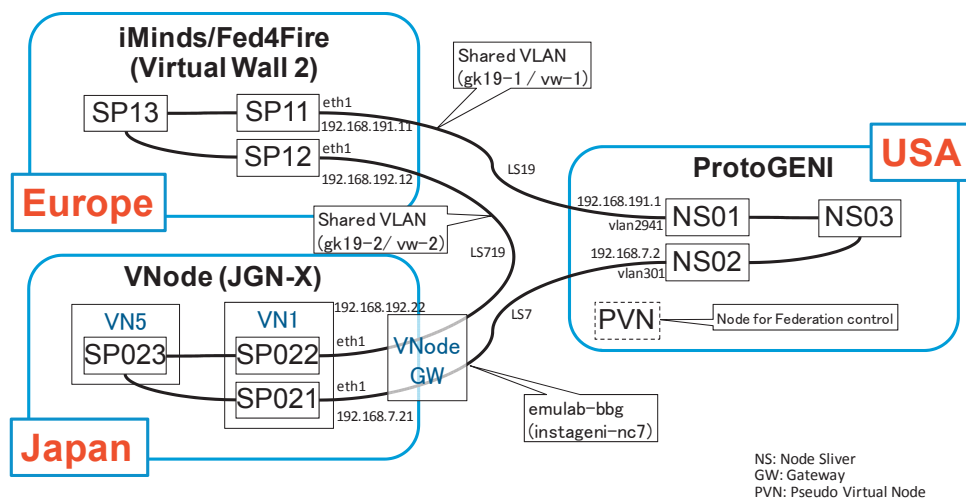 iMinds/Fed4Fire
(Virtual Wall 2)
SP13
SP11
eth1
192.168.191.11
SP12
eth1
192.168.192.12
Europe
Shared VLAN
(gk19-1 / vw-1)
LS19
Shared VLAN
(gk19-2/ vw-2)
LS719
USA
ProtoGENI
192.168.191.1
vlan2941
NS01
NS03
192.168.7.2
vlan301
NS02
PVN
Node for Federation control
LS7
VNode (JGN-X)
192.168.192.22
VN5
SP023
VN1
SP022
eth1
SP021
eth1
192.168.7.21
VNode
GW
Japan
emulab-bbg
(instageni-nc7)
NS: Node Sliver
GW: Gateway
PVN: Pseudo Virtual Node